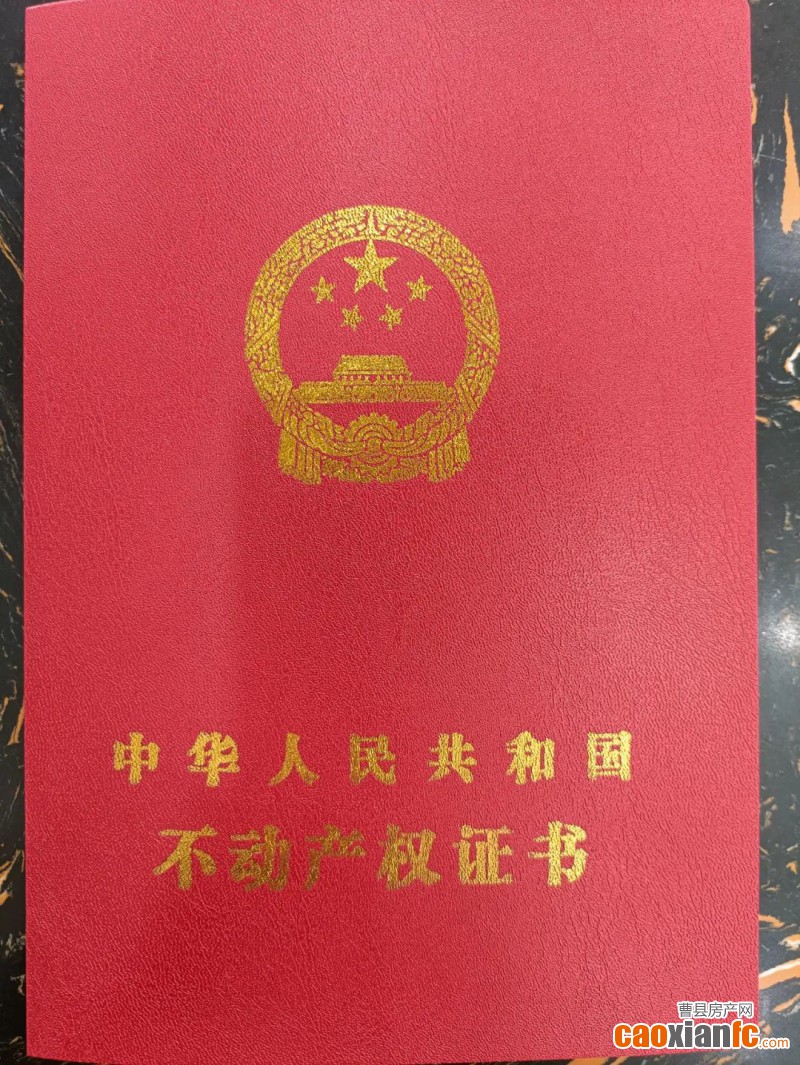 中华人民共和国
不动产权证书
曹县房产网
caoxianfc.com